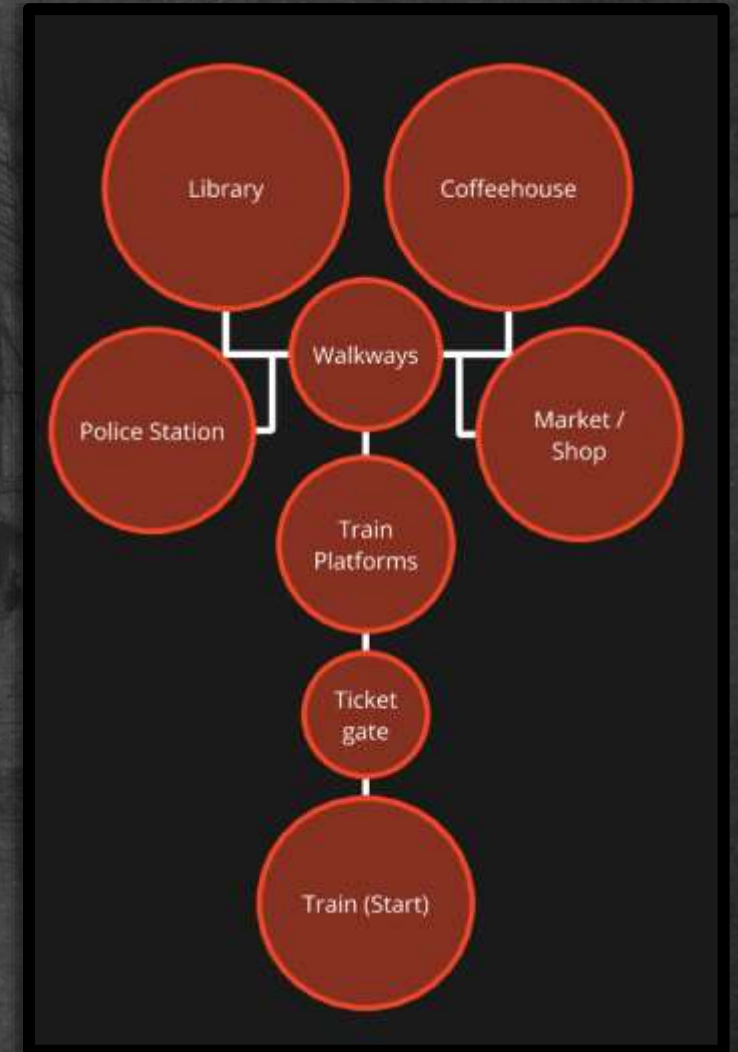 Library
Coffeehouse
Walkways
Police Station
Market /
Shop
Train
Platforms
Ticket
gate
Train (Start)